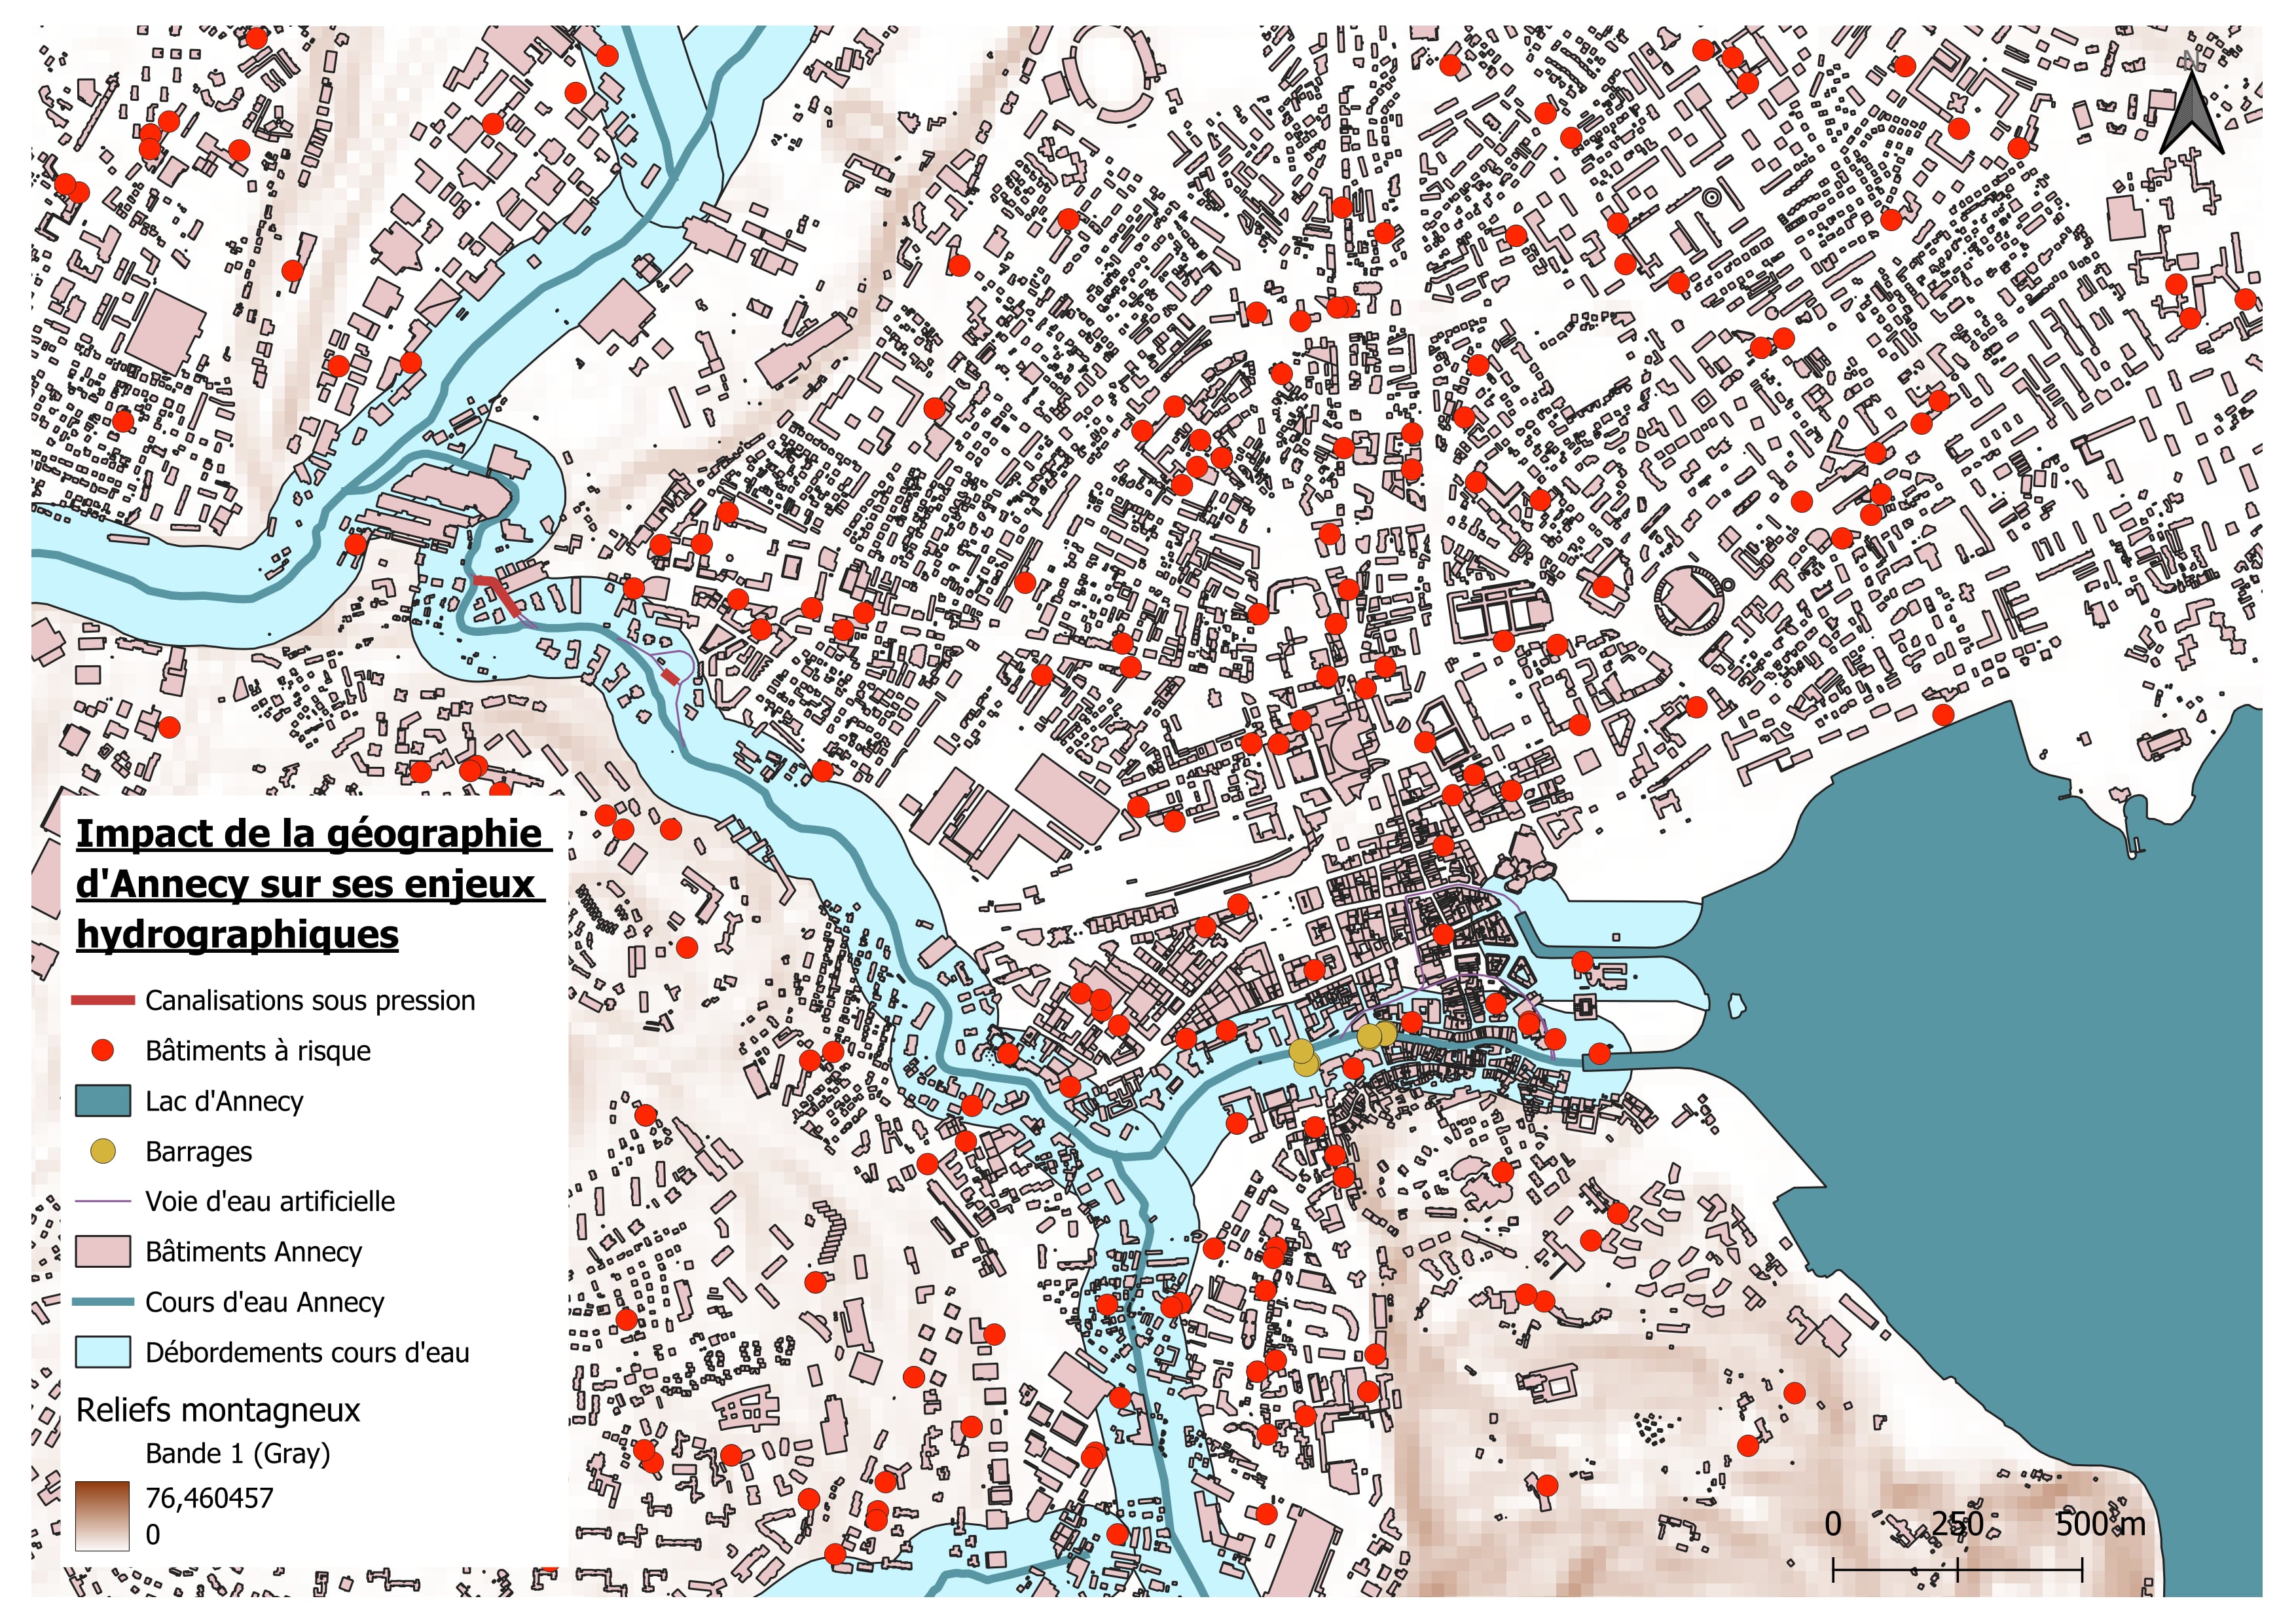 N
Impact de la géographie
d'Annecy sur ses enjeux
hydrographiques
Canalisations sous pression
Bâtiments à risque
Lac d'Annecy
Barrages
Voie d'eau artificielle
Bâtiments Annecy
Cours d'eau Annecy
Débordements cours d'eau
Reliefs montagneux
Bande 1 (Gray)
76,460457
0
0 250 500 m